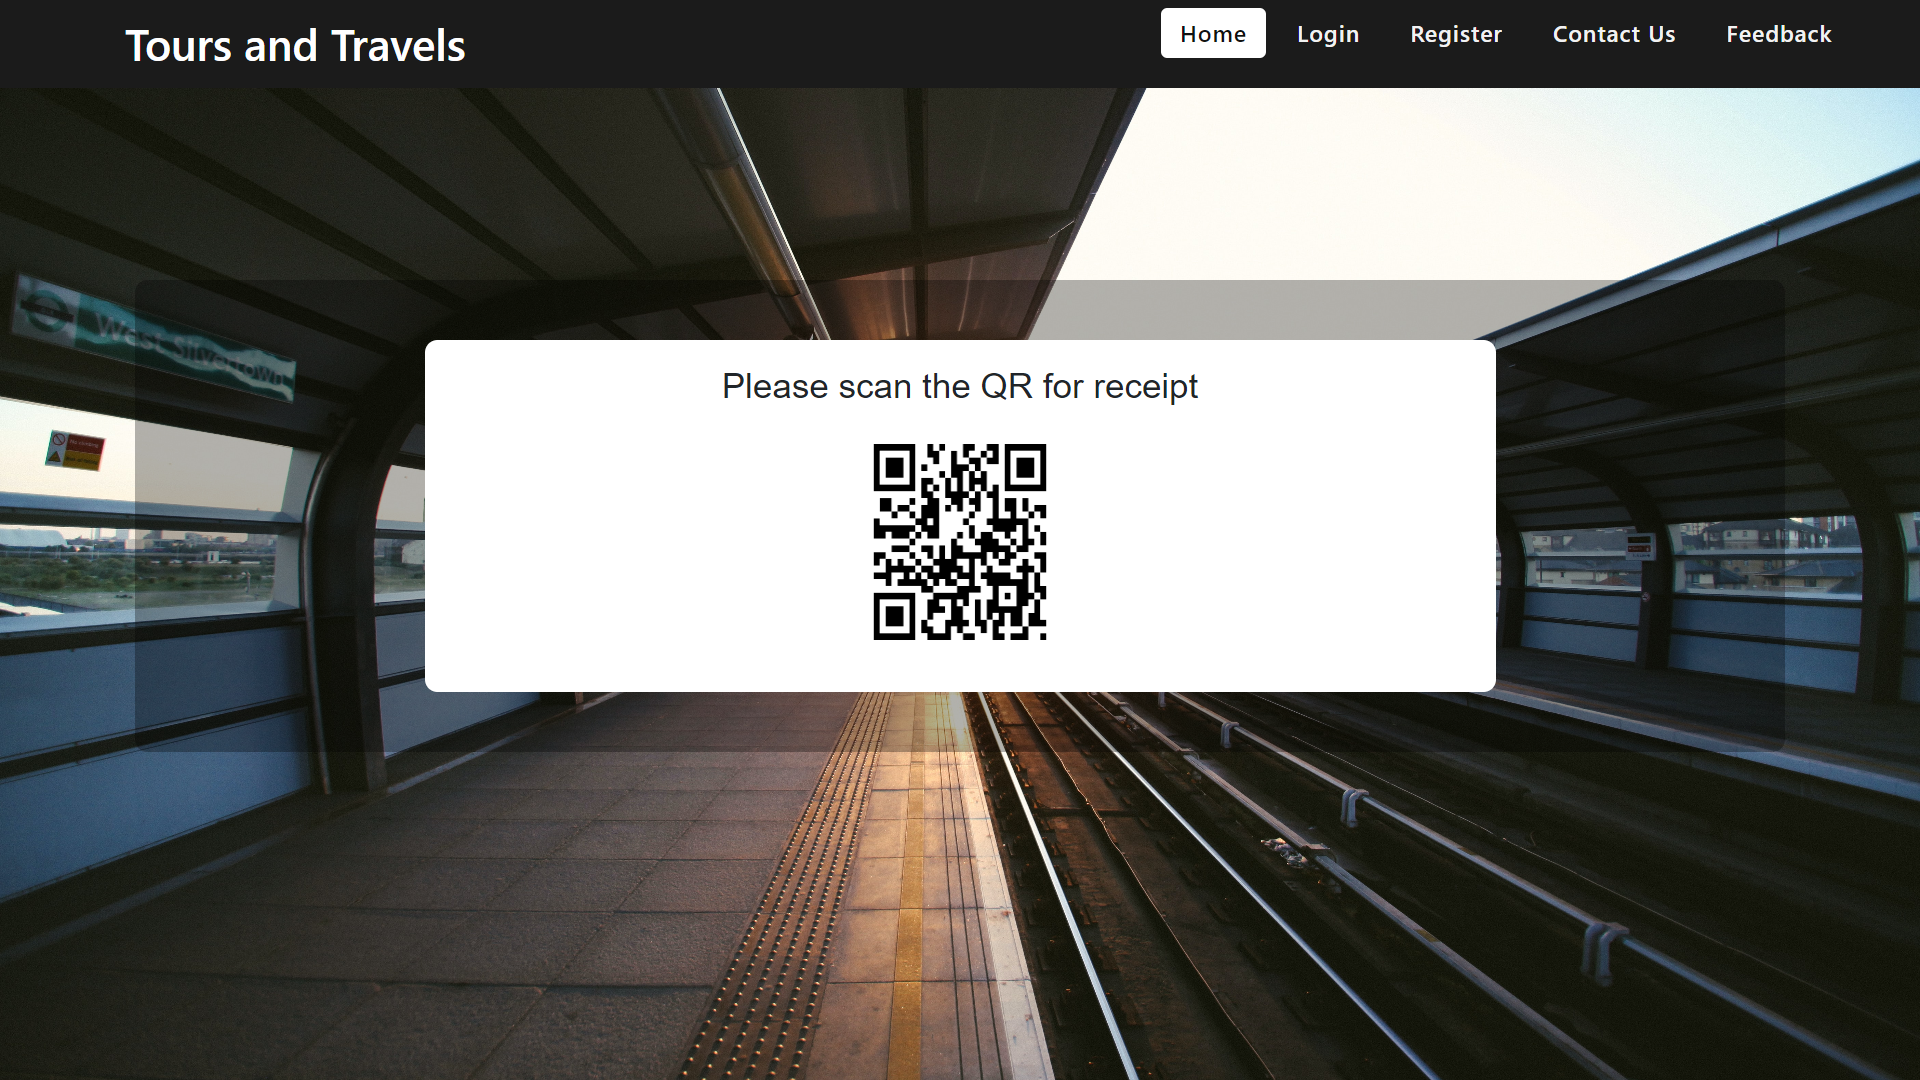 Tours and Travels
Home
Login
Register
Contact Us
Feedback
West Silvertown
Please scan the QR for receipt